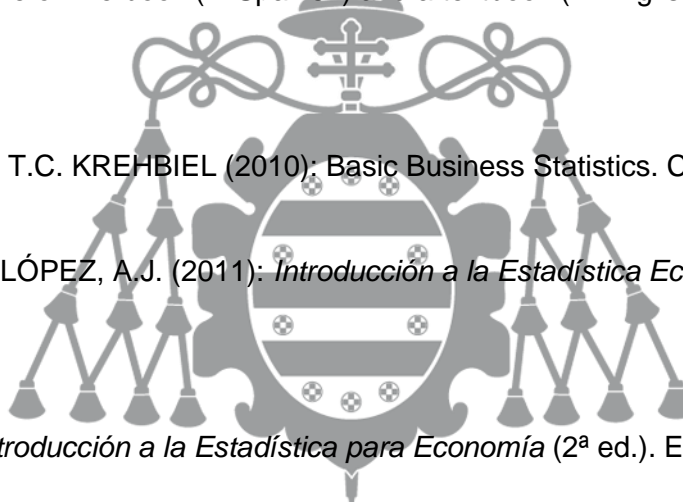 T.C. KREHBIEL (2010): Basic Business Statistics. C
LÓPEZ, A.J. (2011): Introducción a la Estadística Ec
troducción a la Estadística para Economía (2ª ed.). E